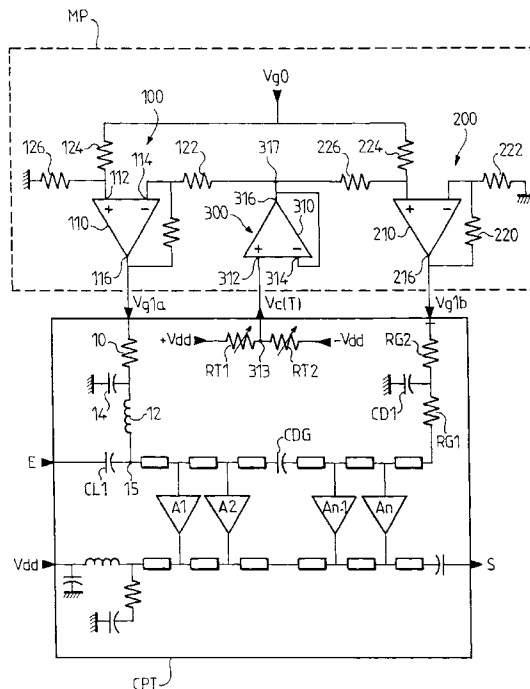 MP
Vg0
100
200
126
124
114
122
317
226
224
222
112
316
310
110
300
210
220
116
312
314
216
Vg1a
Vc(T)
Vg1b
10
+Vdd
-Vdd
RG2
RT1
313
RT2
14
12
CD1
CDG
RG1
E
CL1
15
A1
A2
An-1
An
Vdd
S
CPT